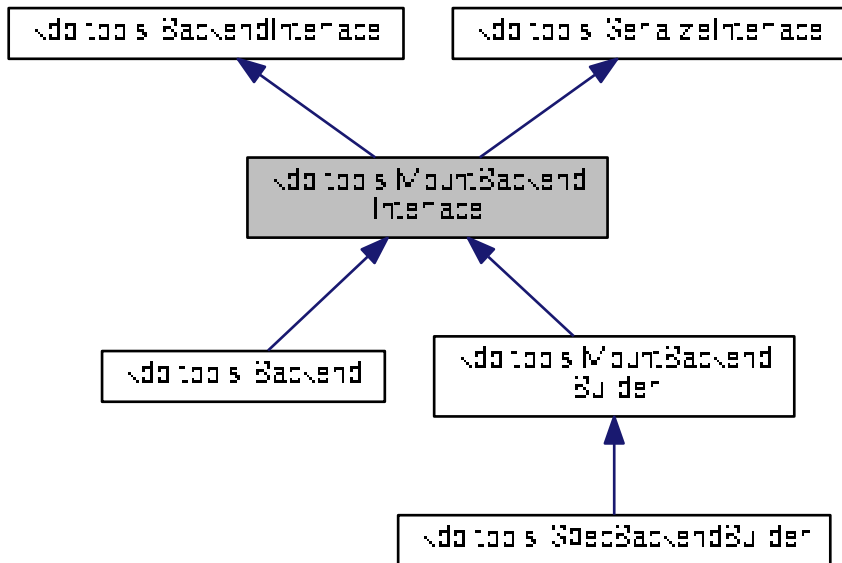 kdb::tools::BackendInterface
kdb::tools::SerializeInterface
kdb::tools::MountBackend
Interface
kdb::tools::Backend
kdb::tools::MountBackend
Builder
kdb::tools::SpecBackendBuilder